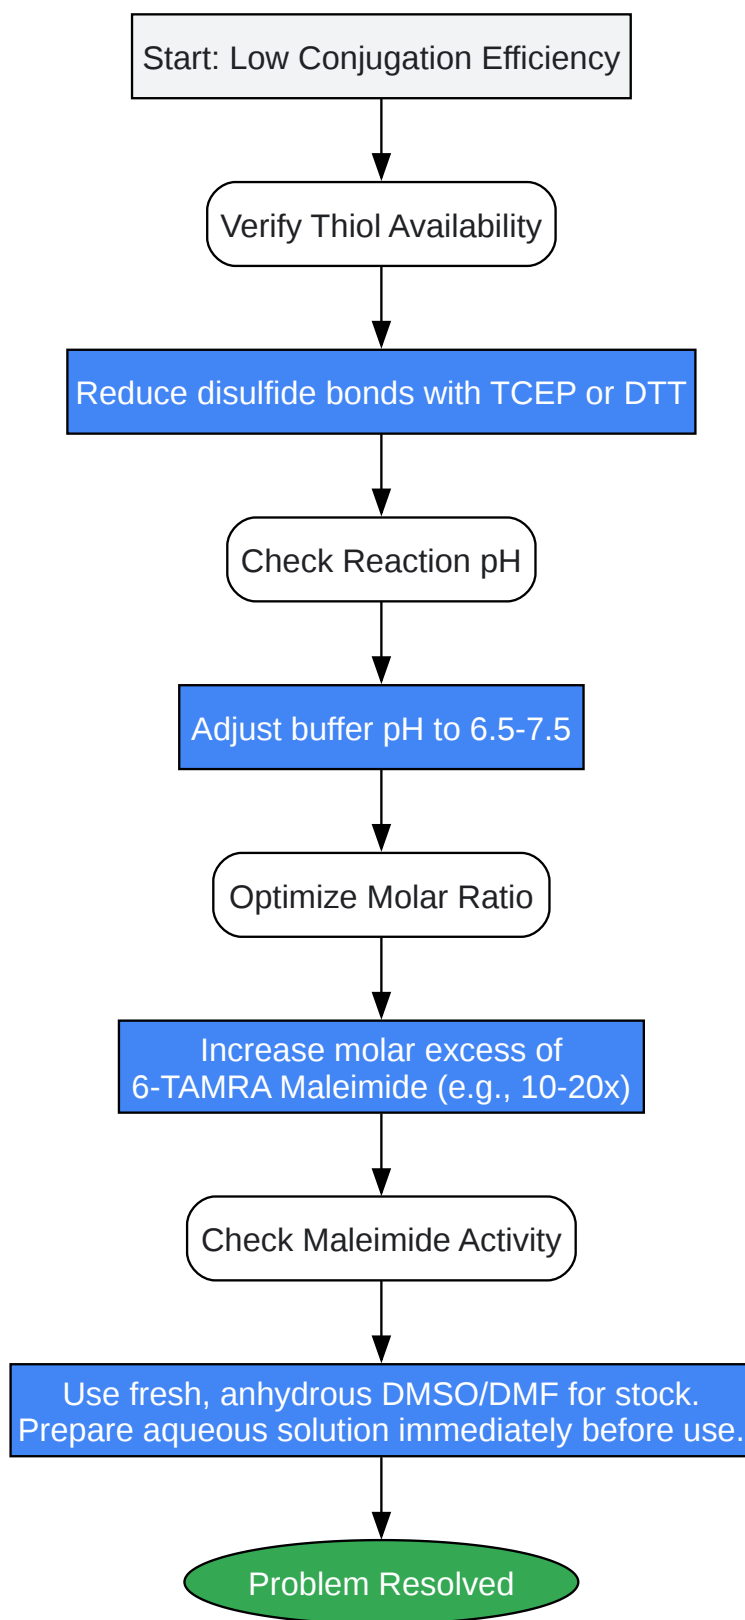 Start: Low Conjugation Efficiency
Verify Thiol Availability
Reduce disulfide bonds with TCEP or DTT
Check Reaction pH
Adjust buffer pH to 6.5-7.5
Optimize Molar Ratio
Increase molar excess of
6-TAMRA Maleimide (e.g., 10-20x)
Check Maleimide Activity
Use fresh, anhydrous DMSO/DMF for stock.
Prepare aqueous solution immediately before use.
Problem Resolved